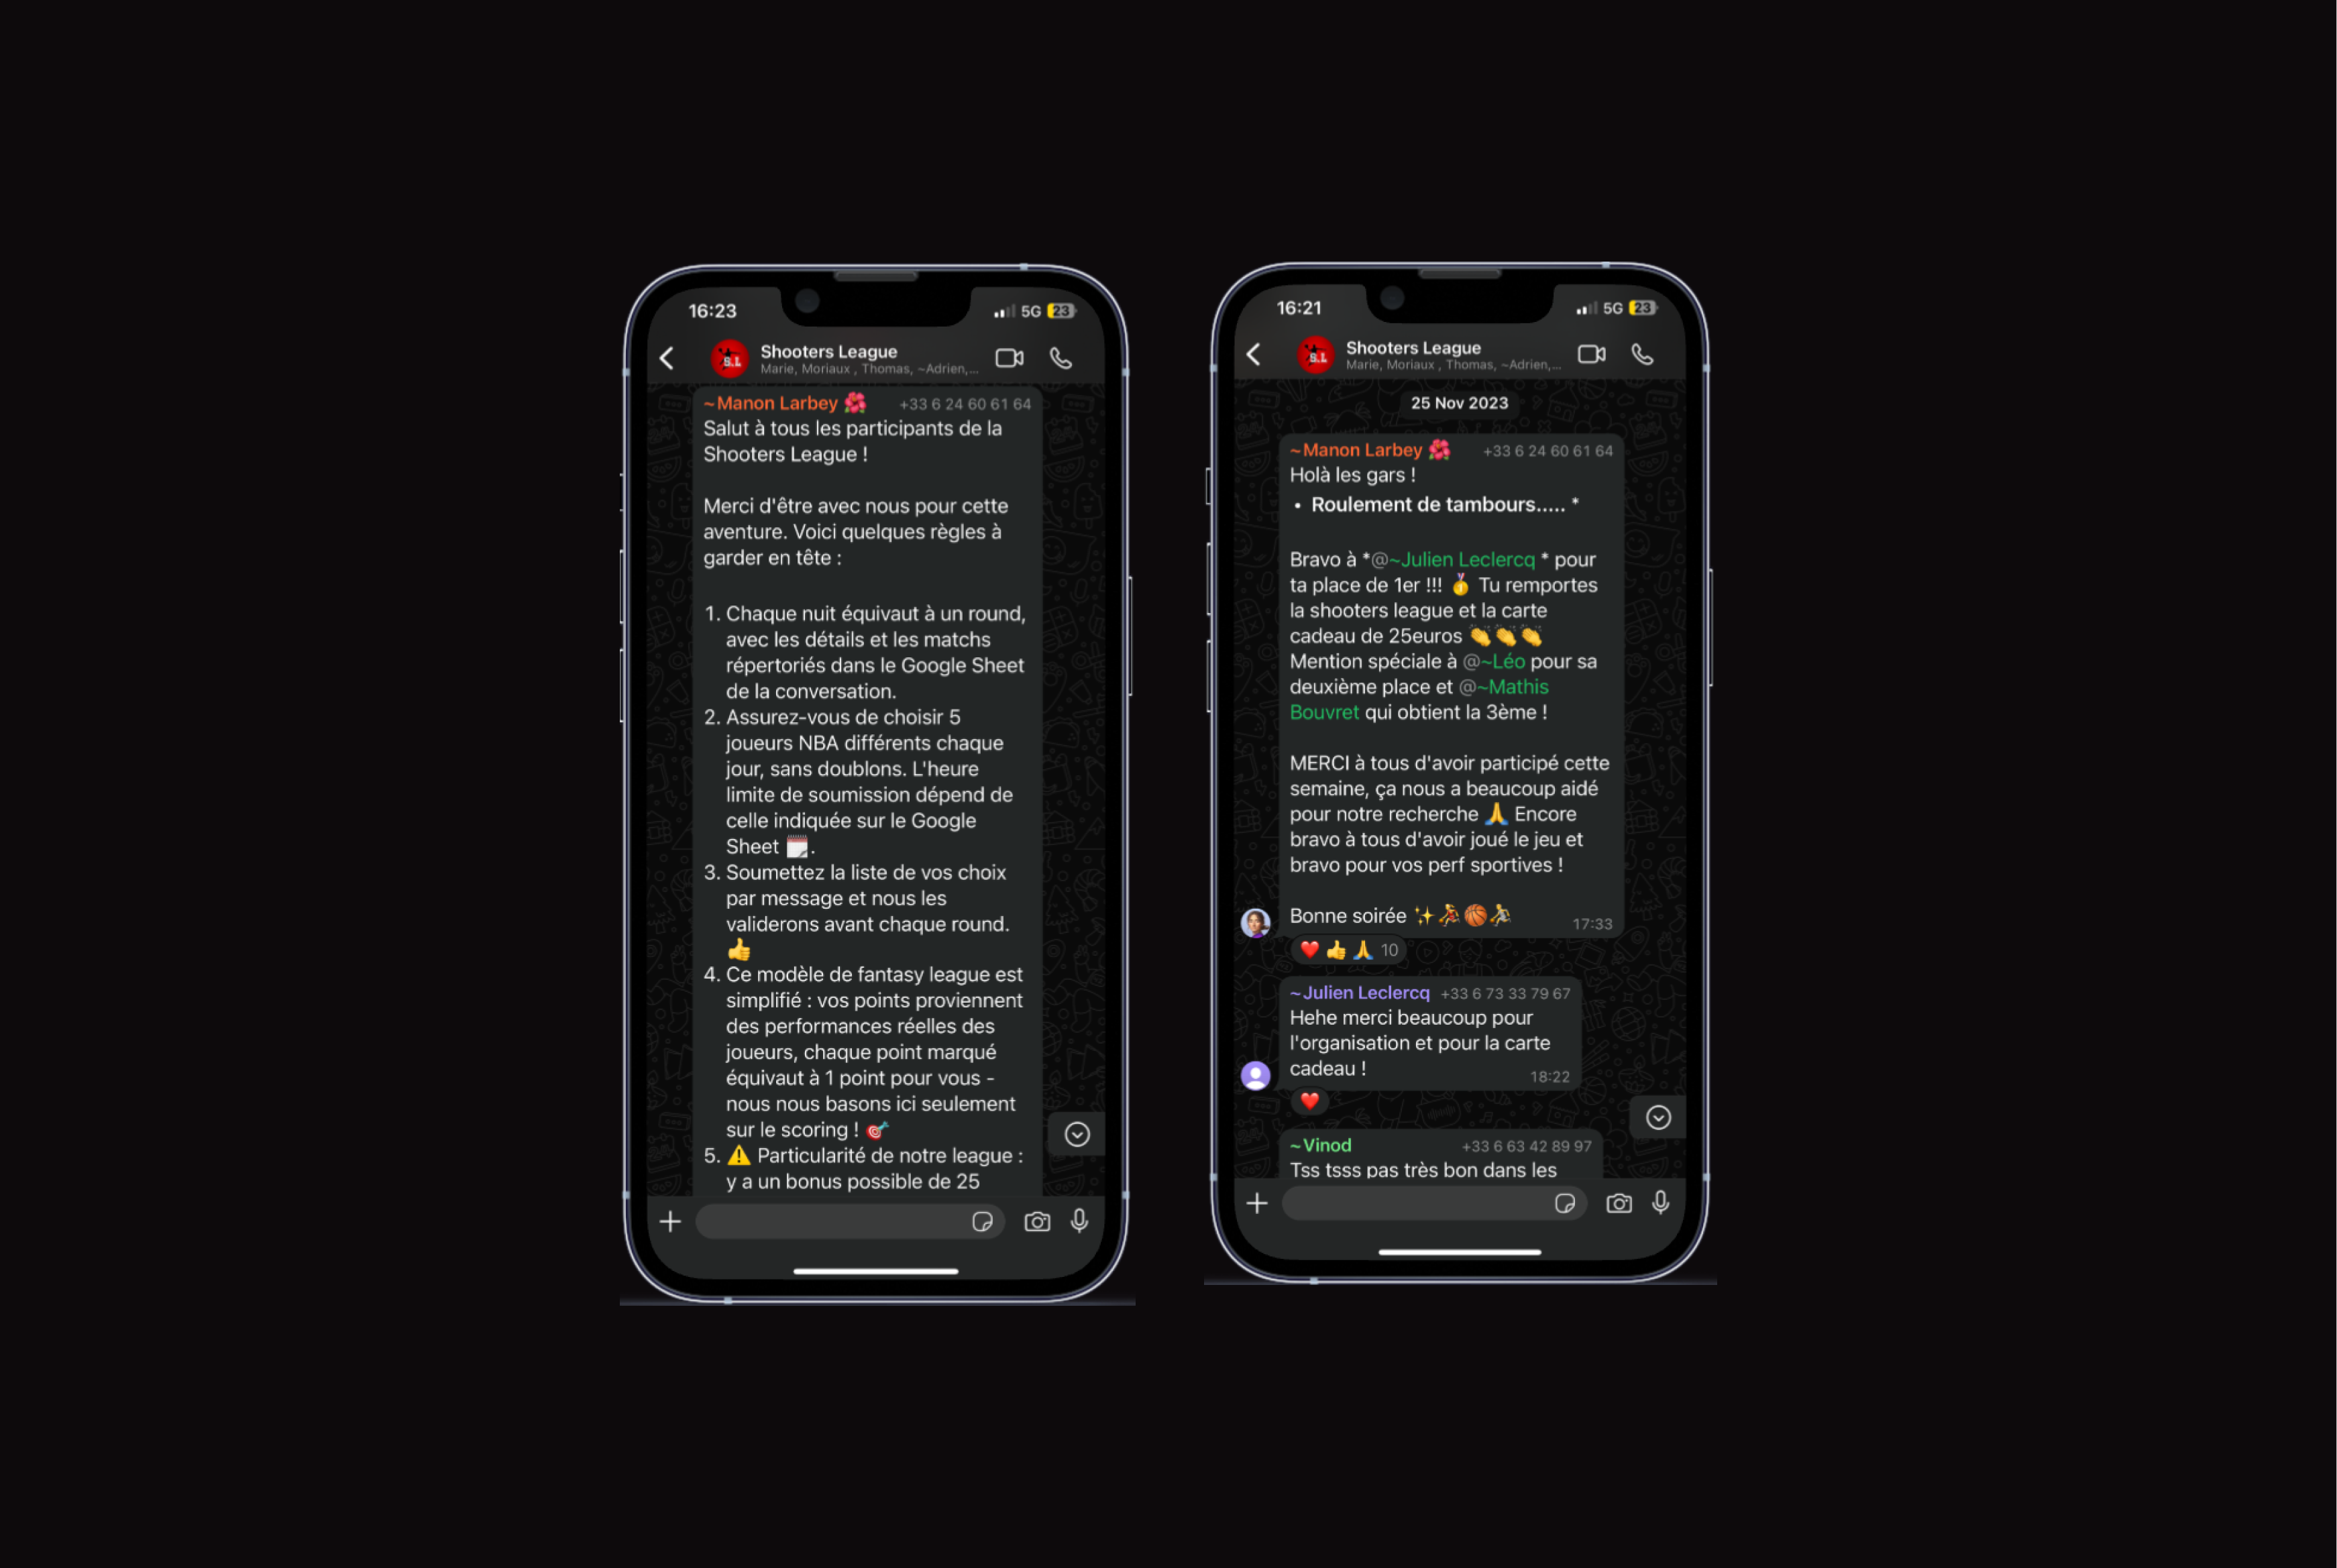 16:23
5G 23
Shooters League
Marie, Moriaux , Thomas, ~Adrien,...
~Manon Larbey 🌺 +33 6 24 60 61 64
Salut à tous les participants de la
Shooters League !
Merci d'être avec nous pour cette
aventure. Voici quelques règles à
garder en tête :
1. Chaque nuit équivaut à un round,
avec les détails et les matchs
répertoriés dans le Google Sheet
de la conversation.
2. Assurez-vous de choisir 5
joueurs NBA différents chaque
jour, sans doublons. L'heure
limite de soumission dépend de
celle indiquée sur le Google
Sheet 🗓️.
3. Soumettez la liste de vos choix
par message et nous les
validerons avant chaque round.
👍
4. Ce modèle de fantasy league est
simplifié : vos points proviennent
des performances réelles des
joueurs, chaque point marqué
équivaut à 1 point pour vous -
nous nous basons ici seulement
sur le scoring ! 🎯
5. ⚠️ Particularité de notre league :
y a un bonus possible de 25
16:21
5G 23
Shooters League
Marie, Moriaux , Thomas, ~Adrien,...
25 Nov 2023
~Manon Larbey 🌺 +33 6 24 60 61 64
Holà les gars !
• Roulement de tambours..... *
Bravo à *@~Julien Leclercq * pour
ta place de 1er !!! 🥇 Tu remportes
la shooters league et la carte
cadeau de 25euros 👏👏👏
Mention spéciale à @~Léo pour sa
deuxième place et @~Mathis
Bouvret qui obtient la 3ème !
MERCI à tous d'avoir participé cette
semaine, ça nous a beaucoup aidé
pour notre recherche 🙏 Encore
bravo à tous d'avoir joué le jeu et
bravo pour vos perf sportives !
Bonne soirée ✨⛹️‍♀️🏀⛹️ 17:33
❤️👍🙏 10
~Julien Leclercq +33 6 73 33 79 67
Hehe merci beaucoup pour
l'organisation et pour la carte
cadeau ! 18:22
❤️
~Vinod +33 6 63 42 89 97
Tss tsss pas très bon dans les
S.L
S.L